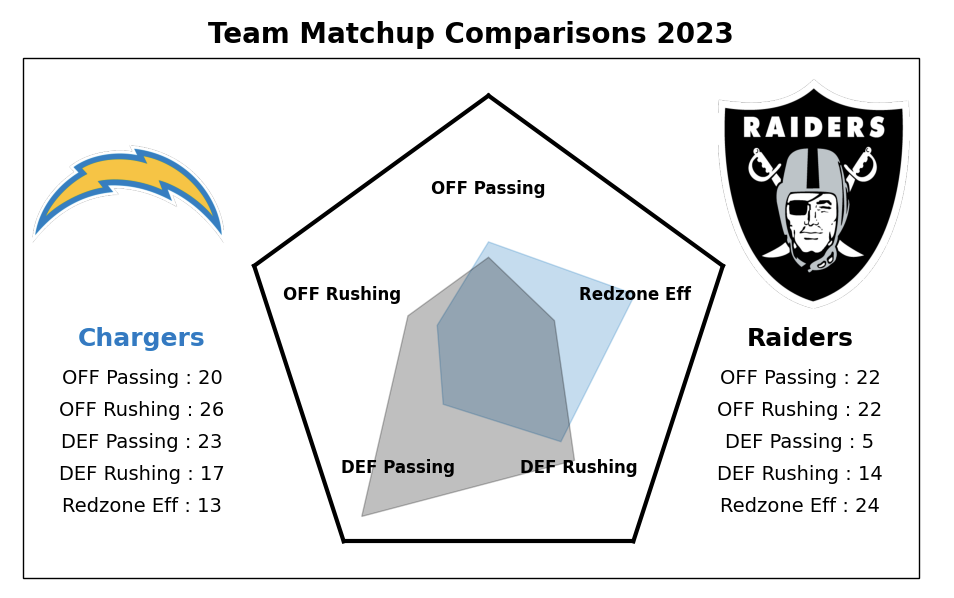 Team Matchup Comparisons 2023
RAIDERS
OFF Passing
OFF Rushing
Redzone Eff
DEF Passing
DEF Rushing
Chargers
OFF Passing : 20
OFF Rushing : 26
DEF Passing : 23
DEF Rushing : 17
Redzone Eff : 13
Raiders
OFF Passing : 22
OFF Rushing : 22
DEF Passing : 5
DEF Rushing : 14
Redzone Eff : 24